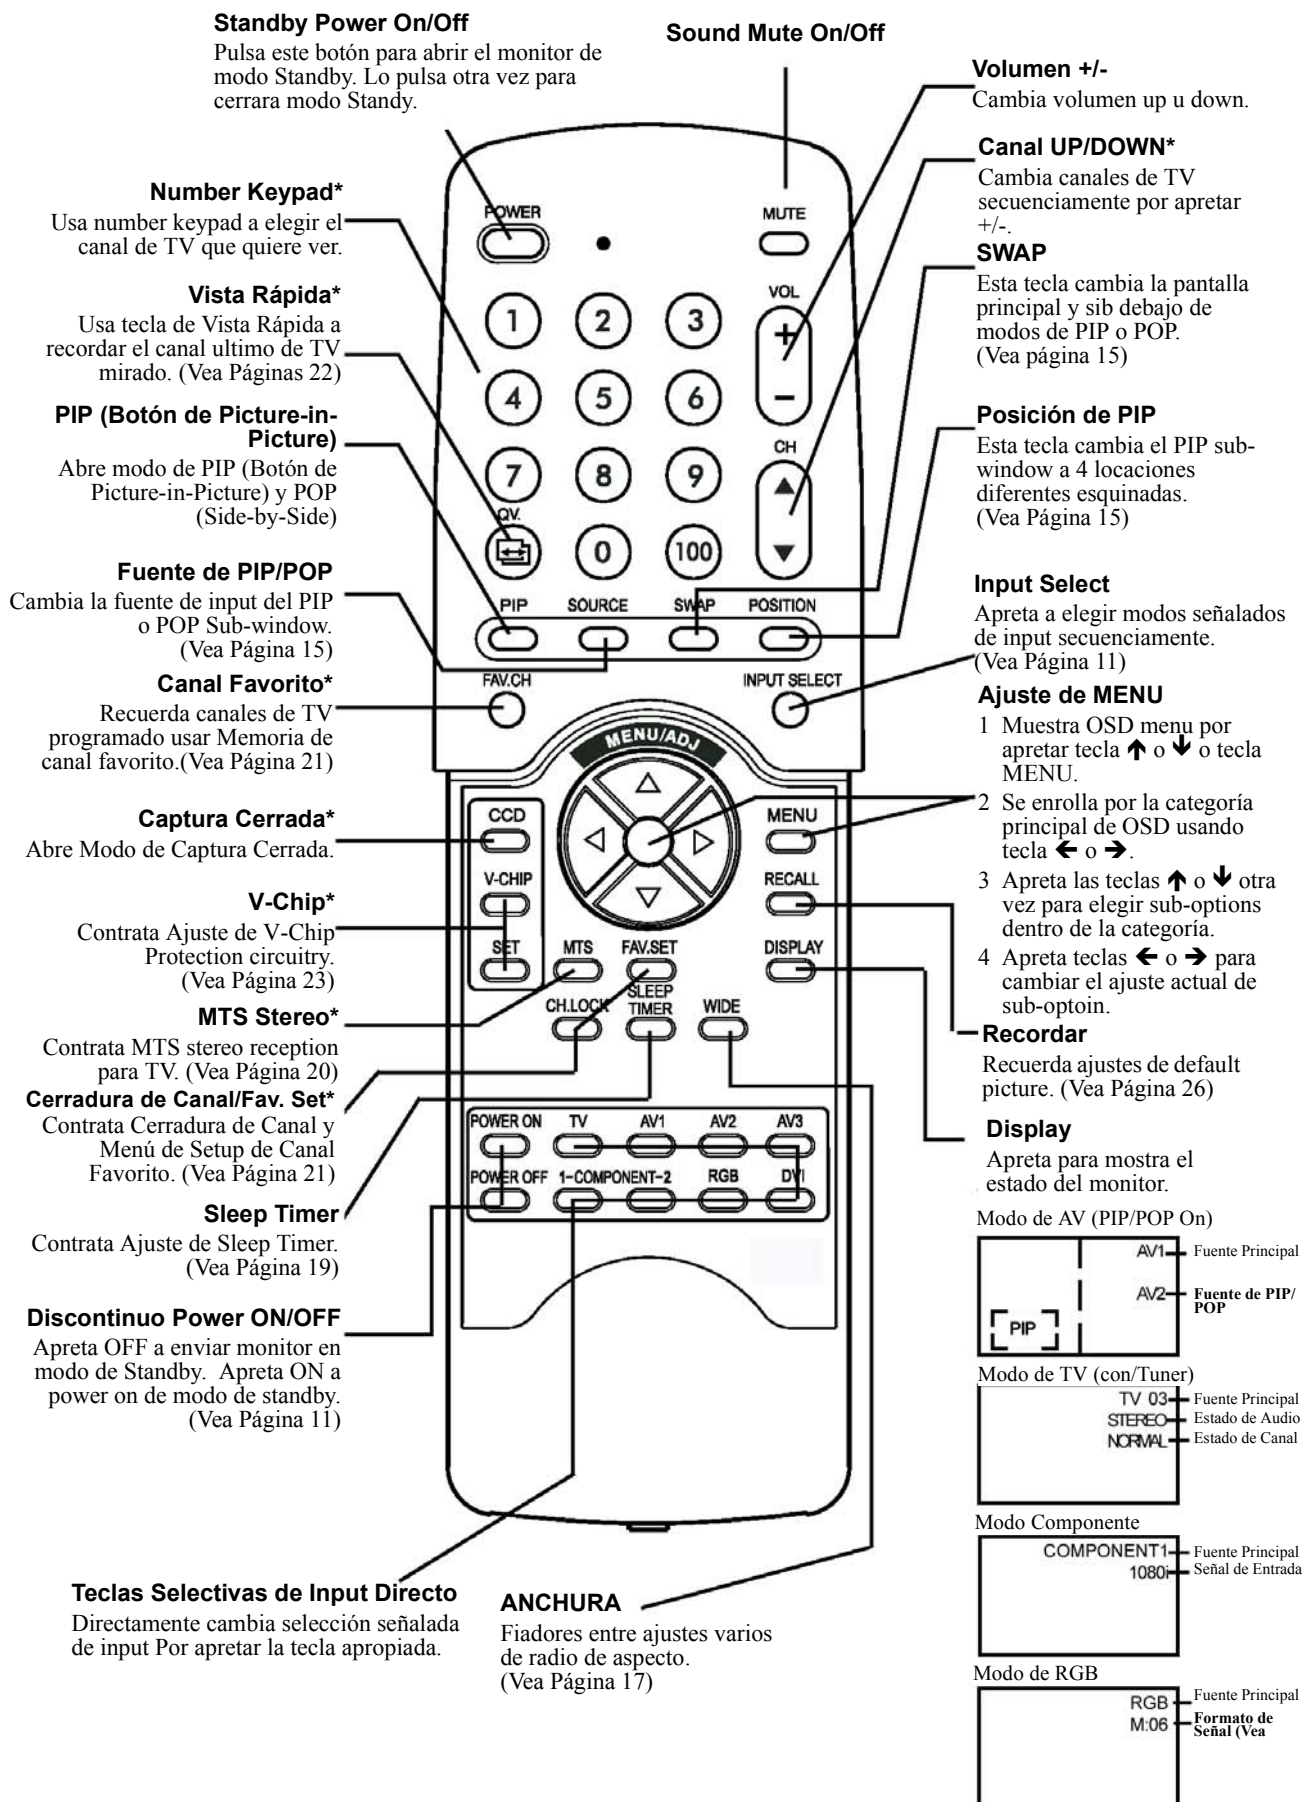 Standby Power On/Off
Pulsa este botón para abrir el monitor de
modo Standby. Lo pulsa otra vez para
cerrara modo Standy.
Number Keypad*
Usa number keypad a elegir el
canal de TV que quiere ver.
Vista Rápida*
Usa tecla de Vista Rápida a
recordar el canal ultimo de TV
mirado. (Vea Páginas 22)
PIP (Botón de Picture-in-
Picture)
Abre modo de PIP (Botón de
Picture-in-Picture) y POP
(Side-by-Side)
Fuente de PIP/POP
Cambia la fuente de input del PIP
o POP Sub-window.
(Vea Página 15)
Canal Favorito*
Recuerda canales de TV
programado usar Memoria de
canal favorito.(Vea Página 21)
Captura Cerrada*
Abre Modo de Captura Cerrada.
V-Chip*
Contrata Ajuste de V-Chip
Protection circuitry.
(Vea Página 23)
MTS Stereo*
Contrata MTS stereo reception
para TV. (Vea Página 20)
Cerradura de Canal/Fav. Set*
Contrata Cerradura de Canal y
Menú de Setup de Canal
Favorito. (Vea Página 21)
Sleep Timer
Contrata Ajuste de Sleep Timer.
(Vea Página 19)
Discontinuo Power ON/OFF
Apreta OFF a enviar monitor en
modo de Standby. Apreta ON a
power on de modo de standby.
(Vea Página 11)
Teclas Selectivas de Input Directo
Directamente cambia selección señalada
de input Por apretar la tecla apropiada.
ANCHURA
Fiadores entre ajustes varios
de radio de aspecto.
(Vea Página 17)
POWER
MUTE
VOL
1 2 3
+
4 5 6
−
CH
7 8 9
QV.
0 100
PIP SOURCE SWAP POSITION
FAV.CH INPUT SELECT
MENU/ADJ
CCD MENU
V-CHIP RECALL
SET MTS FAV.SET DISPLAY
CH.LOCK SLEEP
TIMER WIDE
POWER ON TV AV1 AV2 AV3
POWER OFF 1-COMPONENT-2 RGB DVI
Sound Mute On/Off
Volumen +/-
Cambia volumen up u down.
Canal UP/DOWN*
Cambia canales de TV
secuenciamente por apretar
+/-.
SWAP
Esta tecla cambia la pantalla
principal y sib debajo de
modos de PIP o POP.
(Vea página 15)
Posición de PIP
Esta tecla cambia el PIP sub-
window a 4 locaciones
diferentes esquinadas.
(Vea Página 15)
Input Select
Apreta a elegir modos señalados
de input secuenciamente.
(Vea Página 11)
Ajuste de MENU
1 Muestra OSD menu por
apretar tecla ↑ o ↓ o tecla
MENU.
2 Se enrolla por la categoría
principal de OSD usando
tecla ← o →.
3 Apreta las teclas ↑ o ↓ otra
vez para elegir sub-options
dentro de la categoría.
4 Apreta teclas ← o → para
cambiar el ajuste actual de
sub-optoin.
Recordar
Recuerda ajustes de default
picture. (Vea Página 26)
Display
Apreta para mostra el
estado del monitor.
Modo de AV (PIP/POP On)
AV1 Fuente Principal
AV2 Fuente de PIP/
POP
PIP
Modo de TV (con/Tuner)
TV 03 Fuente Principal
STEREO Estado de Audio
NORMAL Estado de Canal
Modo Componente
COMPONENT1 Fuente Principal
1080i Señal de Entrada
Modo de RGB
RGB Fuente Principal
M:06 Formato de
Señal (Vea